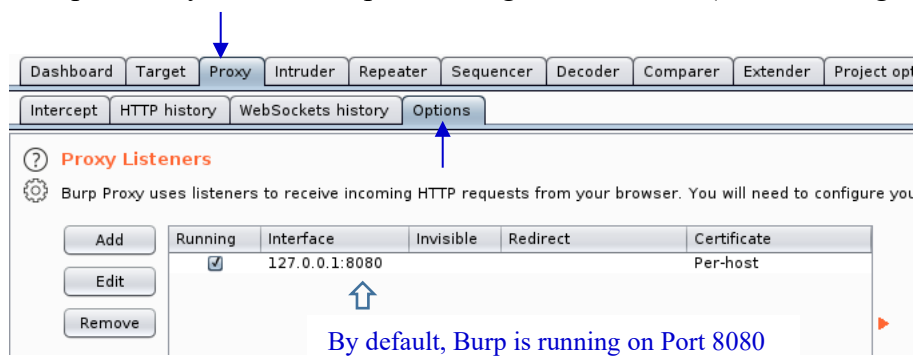 Dashboard Target Proxy Intruder Repeater Sequencer Decoder Comparer Extender Project opt
Intercept HTTP history WebSockets history Options
? Proxy Listeners
Burp Proxy uses listeners to receive incoming HTTP requests from your browser. You will need to configure you
Add Running Interface Invisible Redirect Certificate
127.0.0.1:8080 Per-host
Edit
Remove
By default, Burp is running on Port 8080